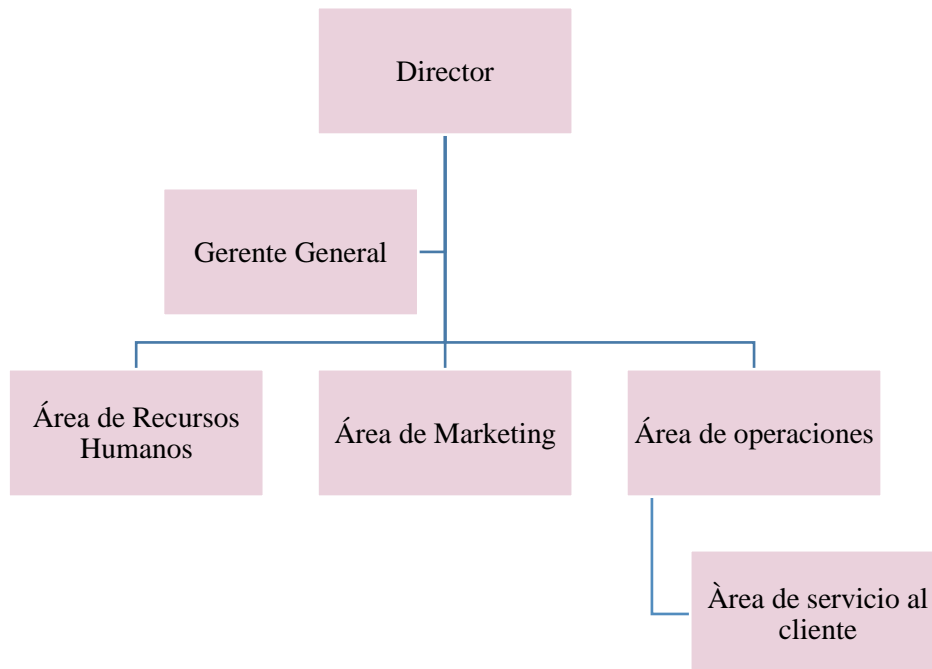 Director
Gerente General
Área de Recursos
Humanos
Área de Marketing
Área de operaciones
Àrea de servicio al
cliente